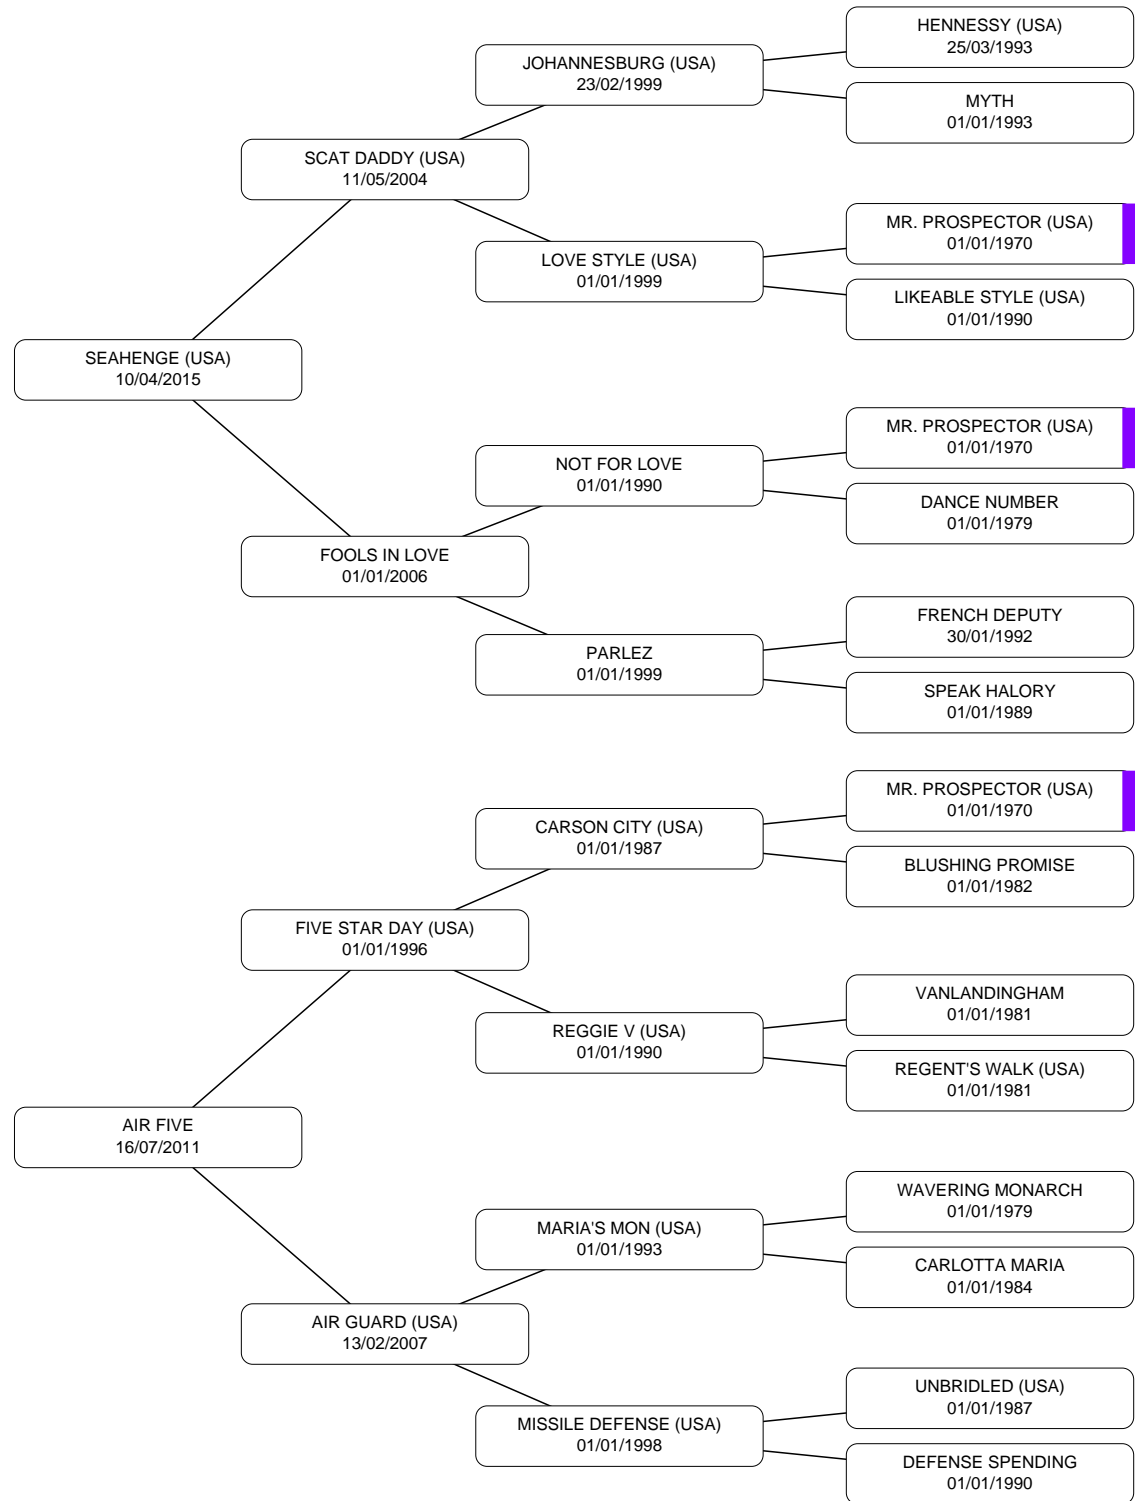 HENNESSY (USA)
25/03/1993
JOHANNESBURG (USA)
23/02/1999
MYTH
01/01/1993
SCAT DADDY (USA)
11/05/2004
MR. PROSPECTOR (USA)
01/01/1970
LOVE STYLE (USA)
01/01/1999
LIKEABLE STYLE (USA)
01/01/1990
SEAHENGE (USA)
10/04/2015
MR. PROSPECTOR (USA)
01/01/1970
NOT FOR LOVE
01/01/1990
DANCE NUMBER
01/01/1979
FOOLS IN LOVE
01/01/2006
FRENCH DEPUTY
30/01/1992
PARLEZ
01/01/1999
SPEAK HALORY
01/01/1989
MR. PROSPECTOR (USA)
01/01/1970
CARSON CITY (USA)
01/01/1987
BLUSHING PROMISE
01/01/1982
FIVE STAR DAY (USA)
01/01/1996
VANLANDINGHAM
01/01/1981
REGGIE V (USA)
01/01/1990
REGENT'S WALK (USA)
01/01/1981
AIR FIVE
16/07/2011
WAVERING MONARCH
01/01/1979
MARIA'S MON (USA)
01/01/1993
CARLOTTA MARIA
01/01/1984
AIR GUARD (USA)
13/02/2007
UNBRIDLED (USA)
01/01/1987
MISSILE DEFENSE (USA)
01/01/1998
DEFENSE SPENDING
01/01/1990